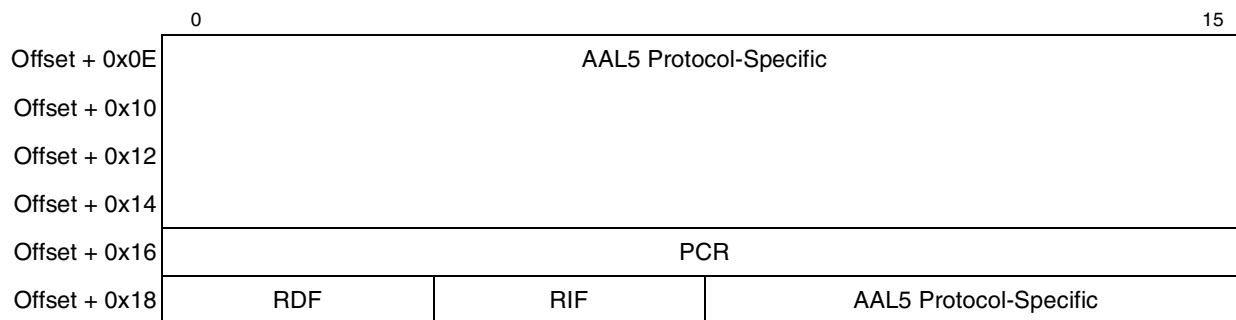 0 15
Offset + 0x0E AAL5 Protocol-Specific
Offset + 0x10
Offset + 0x12
Offset + 0x14
Offset + 0x16 PCR
Offset + 0x18 RDF RIF AAL5 Protocol-Specific